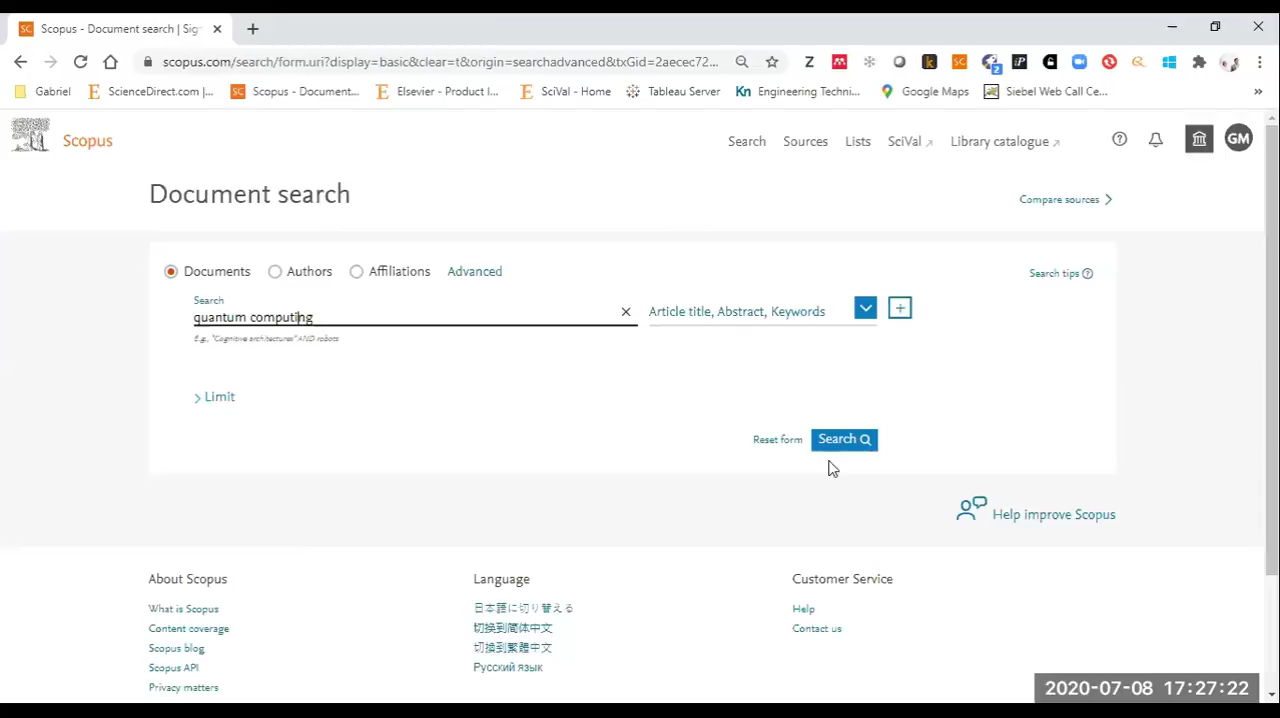 Scopus - Document search | Sig
scopus.com/search/form.uri?display=basic&clear=t&origin=searchadvanced&txGid=2aecec72...
Gabriel
ScienceDirect.com |...
Scopus - Document...
Elsevier - Product I...
SciVal - Home
Tableau Server
Kn Engineering Techni...
Google Maps
Siebel Web Call Ce...
»
Scopus
Search
Sources
Lists
SciVal
Library catalogue
GM
Document search
Compare sources
Documents
Authors
Affiliations
Advanced
Search tips
Search
quantum computing
Article title, Abstract, Keywords
E.g., "Cognitive architectures" AND robots
Limit
Reset form
Search
Help improve Scopus
About Scopus
What is Scopus
Content coverage
Scopus blog
Scopus API
Privacy matters
Language
日本語に切り替える
切换到简体中文
切換到繁體中文
Русский язык
Customer Service
Help
Contact us
2020-07-08 17:27:22